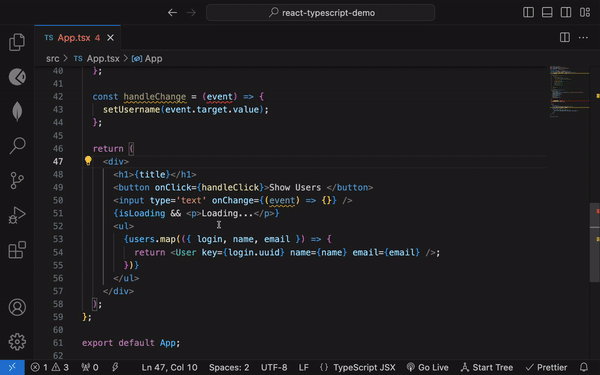 react-typescript-demo
App.tsx 4
src > App.tsx > App
40 };
41
42 const handleChange = (event) => {
43 setUsername(event.target.value);
44 };
45
46 return (
47 <div>
48 <h1>{title}</h1>
49 <button onClick={handleClick}>Show Users </button>
50 <input type='text' onChange={(event) => {}} />
51 {isLoading && <p>Loading...</p>}
52 <ul>
53 {users.map(({ login, name, email }) => {
54 return <User key={login.uuid} name={name} email={email} />;
55 })}
56 </ul>
57 </div>
58 );
59 };
60
61 export default App;
62
1 3 0 Ln 47, Col 10 Spaces: 2 UTF-8 LF {} TypeScript JSX Go Live Start Tree Prettier